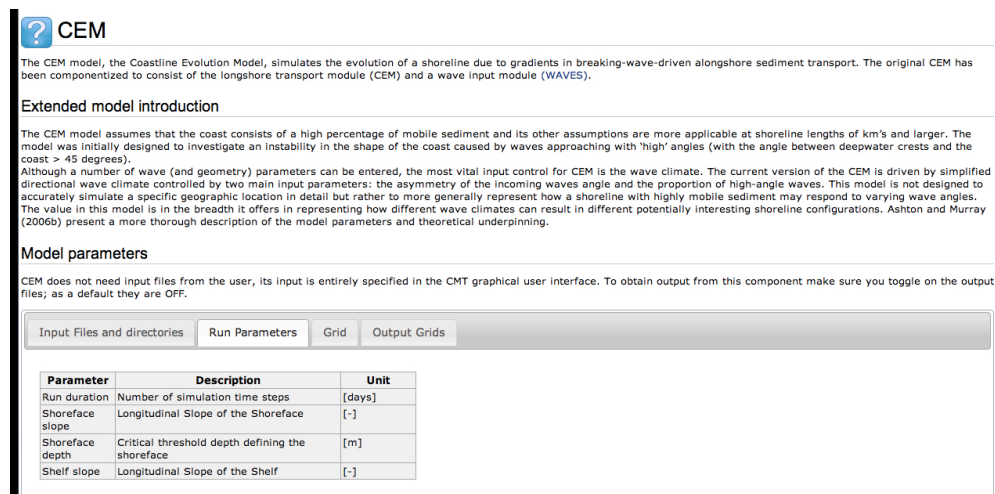 CEM
The CEM model, the Coastline Evolution Model, simulates the evolution of a shoreline due to gradients in breaking-wave-driven alongshore sediment transport. The original CEM has
been componentized to consist of the longshore transport module (CEM) and a wave input module (WAVES).
Extended model introduction
The CEM model assumes that the coast consists of a high percentage of mobile sediment and its other assumptions are more applicable at shoreline lengths of km's and larger. The
model was initially designed to investigate an instability in the shape of the coast caused by waves approaching with 'high' angles (with the angle between deepwater crests and the
coast > 45 degrees).
Although a number of wave (and geometry) parameters can be entered, the most vital input control for CEM is the wave climate. The current version of the CEM is driven by simplified
directional wave climate controlled by two main input parameters: the asymmetry of the incoming waves angle and the proportion of high-angle waves. This model is not designed to
accurately simulate a specific geographic location in detail but rather to more generally represent how a shoreline with highly mobile sediment may respond to varying wave angles.
The value in this model is in the breadth it offers in representing how different wave climates can result in different potentially interesting shoreline configurations. Ashton and Murray
(2006b) present a more thorough description of the model parameters and theoretical underpinning.
Model parameters
CEM does not need input files from the user, its input is entirely specified in the CMT graphical user interface. To obtain output from this component make sure you toggle on the output
files; as a default they are OFF.
Input Files and directories Run Parameters Grid Output Grids
Parameter Description Unit
Run duration Number of simulation time steps [days]
Shoreface slope Longitudinal Slope of the Shoreface [-]
Shoreface depth Critical threshold depth defining the shoreface [m]
Shelf slope Longitudinal Slope of the Shelf [-]